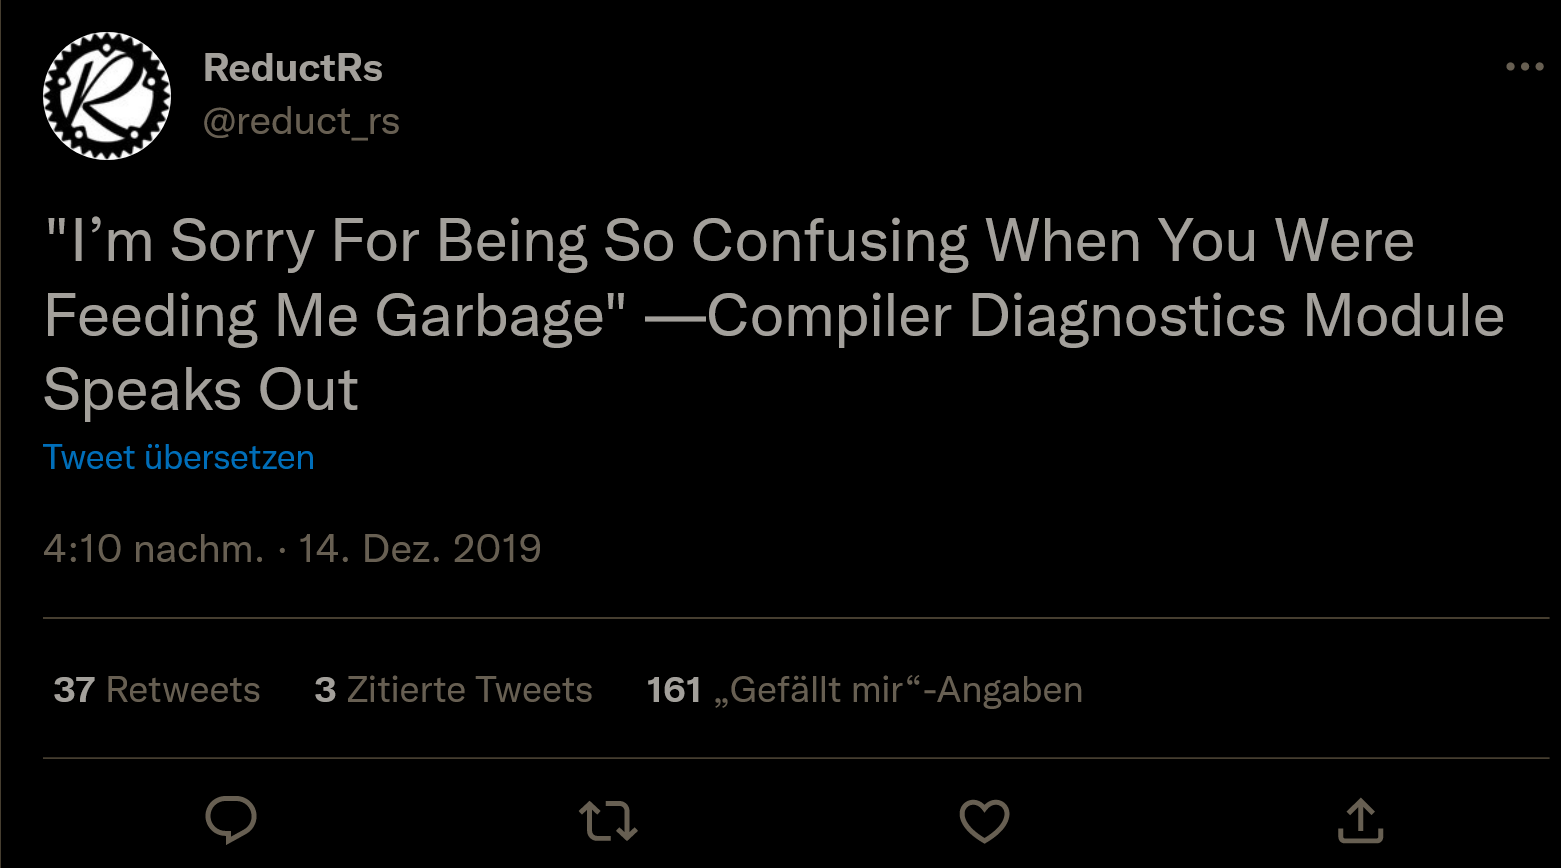 ReductRs
@reduct_rs
"I’m Sorry For Being So Confusing When You Were
Feeding Me Garbage" —Compiler Diagnostics Module
Speaks Out
Tweet übersetzen
4:10 nachm. · 14. Dez. 2019
37 Retweets 3 Zitierte Tweets 161 „Gefällt mir“-Angaben